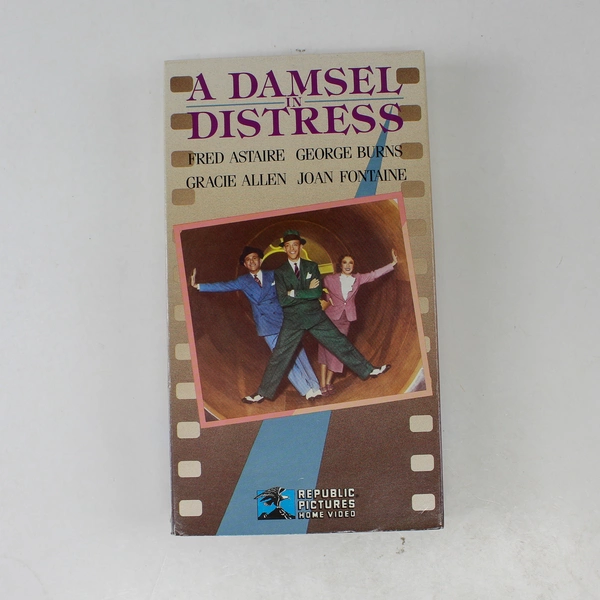 A DAMSEL
IN
DISTRESS
FRED ASTAIRE GEORGE BURNS
GRACIE ALLEN JOAN FONTAINE
REPUBLIC
PICTURES
HOME VIDEO